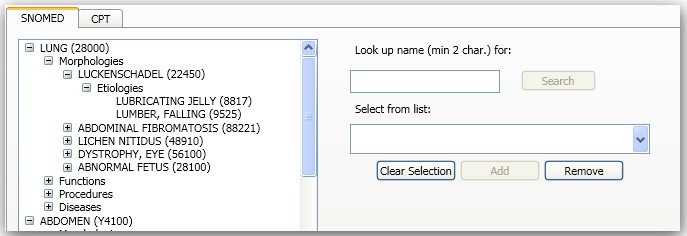 SNOMED CPT
LUNG (28000)
Morphologies
LUCKENSCHADEL (22450)
Etiologies
LUBRICATING JELLY (8817)
LUMBER, FALLING (9525)
ABDOMINAL FIBROMATOSIS (88221)
LICHEN NITIDUS (48910)
DYSTROPHY, EYE (56100)
ABNORMAL FETUS (28100)
Functions
Procedures
Diseases
ABDOMEN (Y4100)
Look up name (min 2 char.) for:
Search
Select from list:
Clear Selection Add Remove